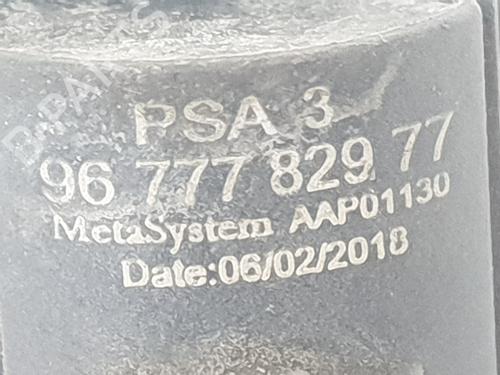 PSA 3
96 777 829 77
MetaSystem AAP01130
Date:06/02/2018